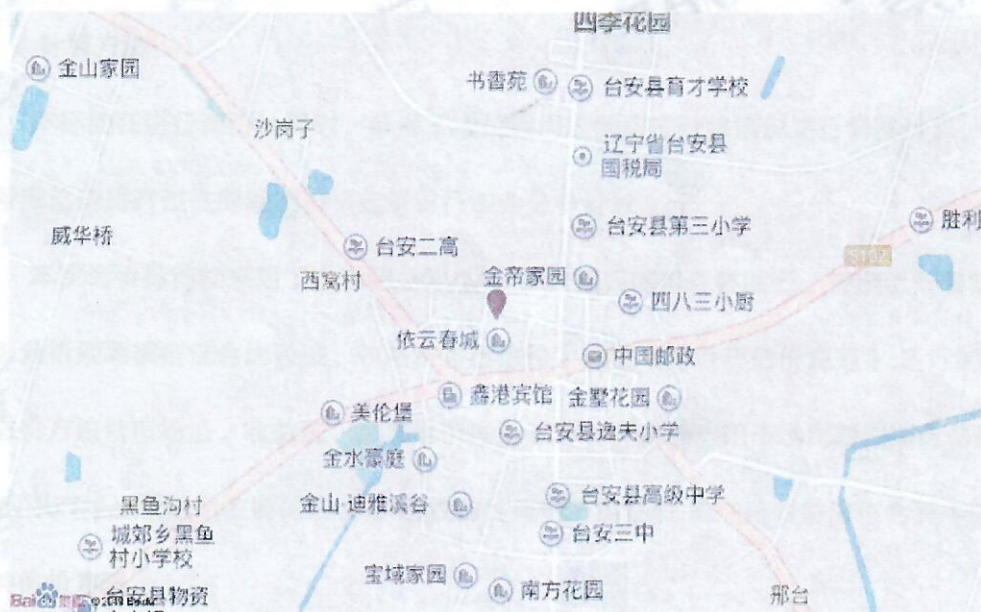 四季花园
金山家园
书香苑
台安县育才学校
沙岗子
辽宁省台安县
国税局
威华桥
台安二高
台安县第三小学
胜利
S102
西窝村
金帝家园
四八三小厨
依云春城
中国邮政
鑫港宾馆
金墅花园
美伦堡
台安县逸夫小学
金水豪庭
黑鱼沟村
金山·迪雅溪谷
台安县高级中学
城郊乡黑鱼
村小学校
台安三中
宝域家园
南方花园
邢台
台安县物资
Bai